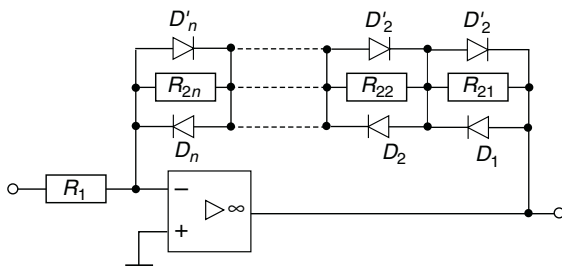 D'n D'2 D'2
R2n R22 R21
Dn D2 D1
R1 − ▷ ∞
+